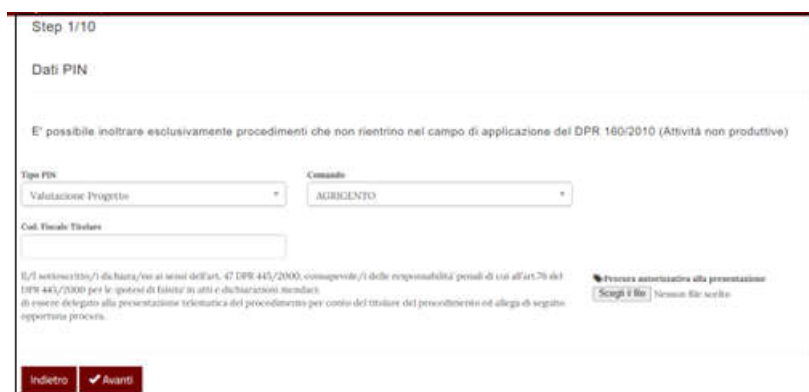 Step 1/10
Dati PIN
E' possibile inoltrare esclusivamente procedimenti che non rientrino nel campo di applicazione del DPR 160/2010 (Attività non produttive)
Tipo PIN
Comando
Valutazione Progetto
AGRIGENTO
Cod. Fiscale Titolare
Il/I sottoscritto/i dichiara/no ai sensi dell'art. 47 DPR 445/2000, consapevole/i delle responsabilità penali di cui all'art.76 del
DPR 445/2000 per le ipotesi di falsita' in atti e dichiarazioni mendaci
di essere delegato alla presentazione telematica del procedimento per conto del titolare del procedimento ed allega di seguito
opportuna procura.
Procura autorizzativa alla presentazione
Scegli il file Nessun file scelto
Indietro Avanti